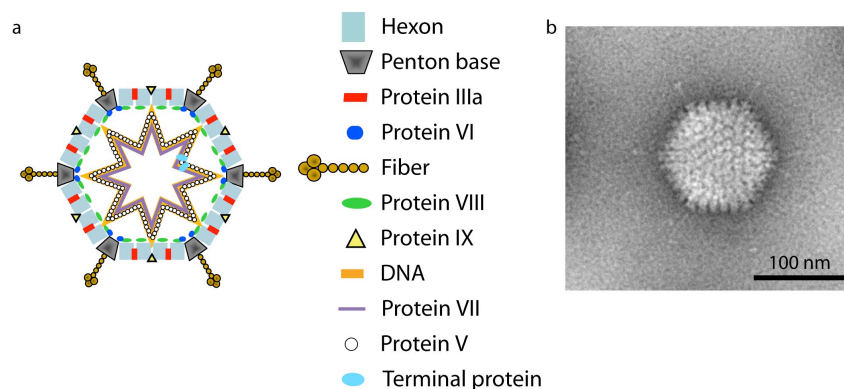 a
Hexon
Penton base
Protein IIIa
Protein VI
Fiber
Protein VIII
Protein IX
DNA
Protein VII
Protein V
Terminal protein
b
100 nm